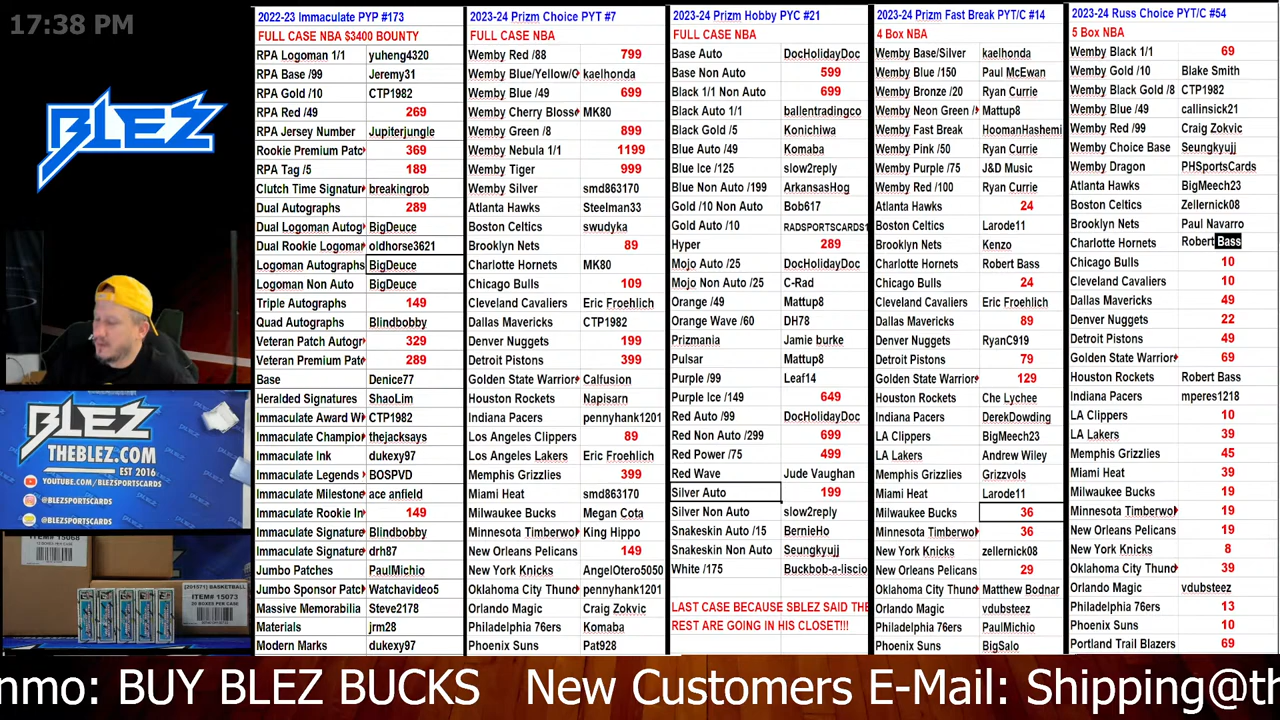 17:38 PM
BLEZ
BLEZ
THEBLEZ.COM
EST 2016
YOUTUBE.COM/BLEZSPORTSCARDS
@BLEZSPORTSCARDS
@BLEZSPORTSCARDS
ITEM# 15068
ITEM# 15073
2022-23 Immaculate PYP #173
FULL CASE NBA $3400 BOUNTY
RPA Logoman 1/1 yuheng4320
RPA Base /99 Jeremy31
RPA Gold /10 CTP1982
RPA Red /49 269
RPA Jersey Number Jupiterjungle
Rookie Premium Patc 369
RPA Tag /5 189
Clutch Time Signatur breakingrob
Dual Autographs 289
Dual Logoman Autog BigDeuce
Dual Rookie Logomar oldhorse3621
Logoman Autographs BigDeuce
Logoman Non Auto BigDeuce
Triple Autographs 149
Quad Autographs Blindbobby
Veteran Patch Autogr 329
Veteran Premium Pat 289
Base Denice77
Heralded Signatures ShaoLim
Immaculate Award W CTP1982
Immaculate Champio thejacksays
Immaculate Ink dukexy97
Immaculate Legends BOSPVD
Immaculate Milestone ace anfield
Immaculate Rookie In 149
Immaculate Signatur Blindbobby
Immaculate Signatur drh87
Jumbo Patches PaulMichio
Jumbo Sponsor Patc Watchavideo5
Massive Memorabilia Steve2178
Materials jrm28
Modern Marks dukexy97
2023-24 Prizm Choice PYT #7
FULL CASE NBA
Wemby Red /88 799
Wemby Blue/Yellow/G kaelhonda
Wemby Blue /49 699
Wemby Cherry Bloss MK80
Wemby Green /8 899
Wemby Nebula 1/1 1199
Wemby Tiger 999
Wemby Silver smd863170
Atlanta Hawks Steelman33
Boston Celtics swudyka
Brooklyn Nets 89
Charlotte Hornets MK80
Chicago Bulls 109
Cleveland Cavaliers Eric Froehlich
Dallas Mavericks CTP1982
Denver Nuggets 199
Detroit Pistons 399
Golden State Warrior Calfusion
Houston Rockets Napisarn
Indiana Pacers pennyhank1201
Los Angeles Clippers 89
Los Angeles Lakers Eric Froehlich
Memphis Grizzlies 399
Miami Heat smd863170
Milwaukee Bucks Megan Cota
Minnesota Timberwo King Hippo
New Orleans Pelicans 149
New York Knicks AngelOtero5050
Oklahoma City Thun pennyhank1201
Orlando Magic Craig Zokvic
Philadelphia 76ers Komaba
Phoenix Suns Pat928
2023-24 Prizm Hobby PYC #21
FULL CASE NBA
Base Auto DocHolidayDoc
Base Non Auto 599
Black 1/1 Non Auto 699
Black Auto 1/1 ballentradingco
Black Gold /5 Konichiwa
Blue Auto /49 Komaba
Blue Ice /125 slow2reply
Blue Non Auto /199 ArkansasHog
Gold /10 Non Auto Bob617
Gold Auto /10 RADSPORTSCARDS1
Hyper 289
Mojo Auto /25 DocHolidayDoc
Mojo Non Auto /25 C-Rad
Orange /49 Mattup8
Orange Wave /60 DH78
Prizmania Jamie burke
Pulsar Mattup8
Purple /99 Leaf14
Purple Ice /149 649
Red Auto /99 DocHolidayDoc
Red Non Auto /299 699
Red Power /75 499
Red Wave Jude Vaughan
Silver Auto 199
Silver Non Auto slow2reply
Snakeskin Auto /15 BernieHo
Snakeskin Non Auto Seungkyujj
White /175 Buckbob-a-liscio
LAST CASE BECAUSE SBLEZ SAID THE
REST ARE GOING IN HIS CLOSET!!!
2023-24 Prizm Fast Break PYT/C #14
4 Box NBA
Wemby Base/Silver kaelhonda
Wemby Blue /150 Paul McEwan
Wemby Bronze /20 Ryan Currie
Wemby Neon Green / Mattup8
Wemby Fast Break HoomanHashemi
Wemby Pink /50 Ryan Currie
Wemby Purple /75 J&D Music
Wemby Red /100 Ryan Currie
Atlanta Hawks 24
Boston Celtics Larode11
Brooklyn Nets Kenzo
Charlotte Hornets Robert Bass
Chicago Bulls 24
Cleveland Cavaliers Eric Froehlich
Dallas Mavericks 89
Denver Nuggets RyanC919
Detroit Pistons 79
Golden State Warrior 129
Houston Rockets Che Lychee
Indiana Pacers DerekDowding
LA Clippers BigMeech23
LA Lakers Andrew Wiley
Memphis Grizzlies Grizzvols
Miami Heat Larode11
Milwaukee Bucks 36
Minnesota Timberwo 36
New York Knicks zellernick08
New Orleans Pelicans 29
Oklahoma City Thun Matthew Bodnar
Orlando Magic vdubsteez
Philadelphia 76ers PaulMichio
Phoenix Suns BigSalo
2023-24 Russ Choice PYT/C #54
5 Box NBA
Wemby Black 1/1 69
Wemby Gold /10 Blake Smith
Wemby Black Gold /8 CTP1982
Wemby Blue /49 callinsick21
Wemby Red /99 Craig Zokvic
Wemby Choice Base Seungkyujj
Wemby Dragon PHSportsCards
Atlanta Hawks BigMeech23
Boston Celtics Zellernick08
Brooklyn Nets Paul Navarro
Charlotte Hornets Robert Bass
Chicago Bulls 10
Cleveland Cavaliers 10
Dallas Mavericks 49
Denver Nuggets 22
Detroit Pistons 49
Golden State Warrior 69
Houston Rockets Robert Bass
Indiana Pacers mperes1218
LA Clippers 10
LA Lakers 39
Memphis Grizzlies 45
Miami Heat 39
Milwaukee Bucks 19
Minnesota Timberwo 19
New Orleans Pelicans 19
New York Knicks 8
Oklahoma City Thun 39
Orlando Magic vdubsteez
Philadelphia 76ers 13
Phoenix Suns 10
Portland Trail Blazers 69
nmo: BUY BLEZ BUCKS New Customers E-Mail: Shipping@th